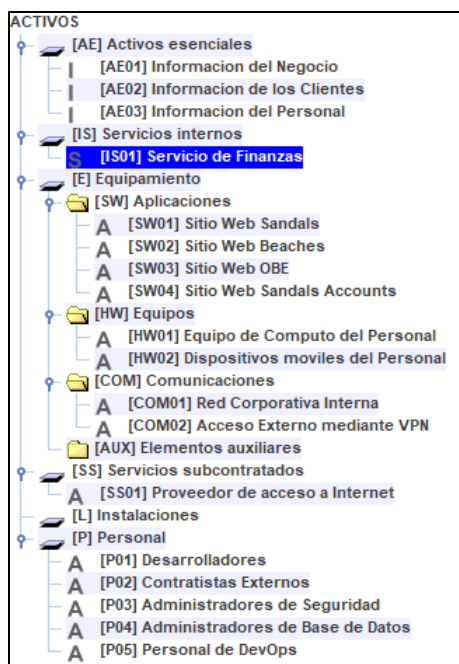 ACTIVOS
[AE] Activos esenciales
I [AE01] Informacion del Negocio
I [AE02] Informacion de los Clientes
I [AE03] Informacion del Personal
[IS] Servicios internos
S [IS01] Servicio de Finanzas
[E] Equipamiento
[SW] Aplicaciones
A [SW01] Sitio Web Sandals
A [SW02] Sitio Web Beaches
A [SW03] Sitio Web OBE
A [SW04] Sitio Web Sandals Accounts
[HW] Equipos
A [HW01] Equipo de Computo del Personal
A [HW02] Dispositivos moviles del Personal
[COM] Comunicaciones
A [COM01] Red Corporativa Interna
A [COM02] Acceso Externo mediante VPN
[AUX] Elementos auxiliares
[SS] Servicios subcontratados
A [SS01] Proveedor de acceso a Internet
[L] Instalaciones
[P] Personal
A [P01] Desarrolladores
A [P02] Contratistas Externos
A [P03] Administradores de Seguridad
A [P04] Administradores de Base de Datos
A [P05] Personal de DevOps